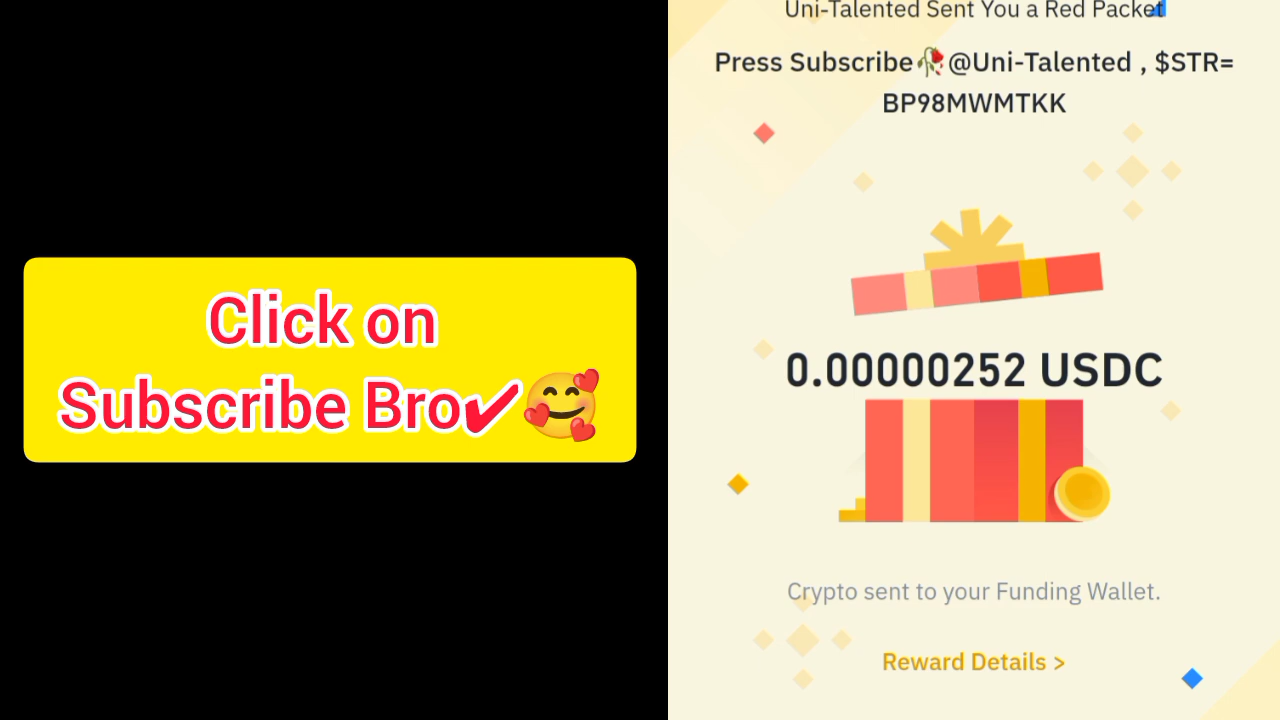 Click on
Subscribe Bro✔🥰
Uni-Talented Sent You a Red Packet
Press Subscribe🥀@Uni-Talented , $STR=
BP98MWMTKK
0.00000252 USDC
Crypto sent to your Funding Wallet.
Reward Details >